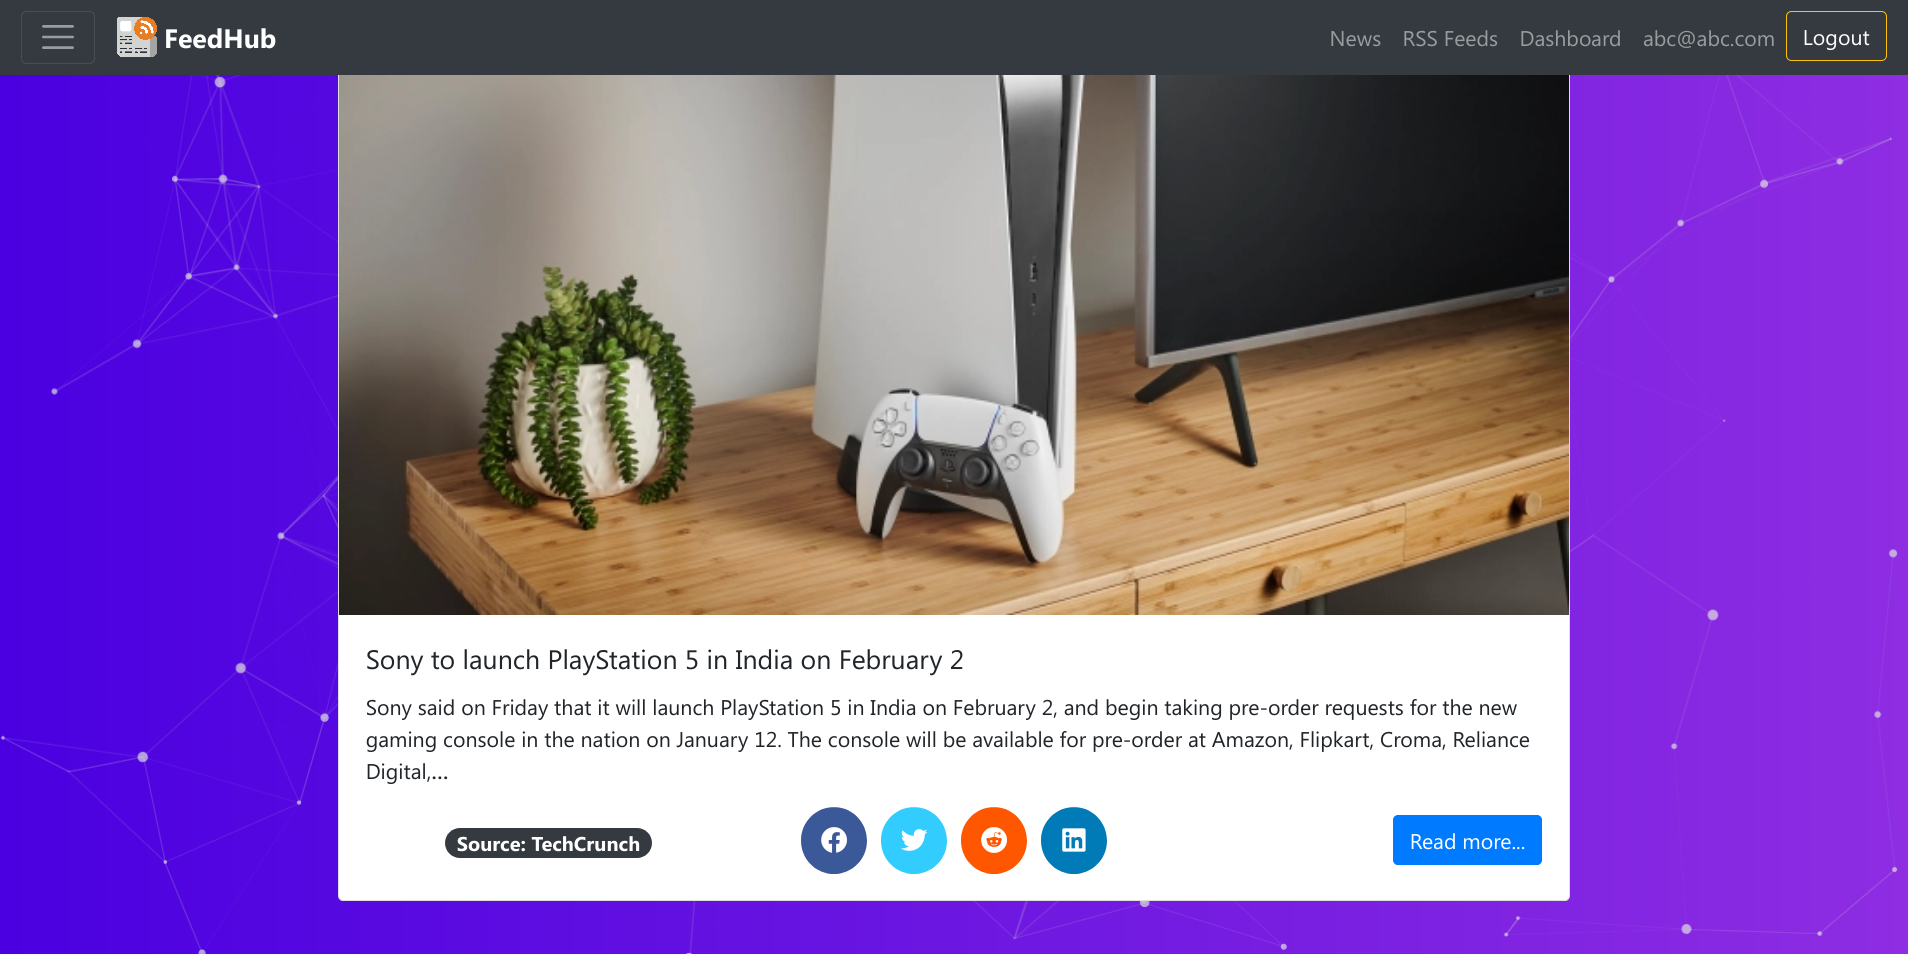 FeedHub
News
RSS Feeds
Dashboard
abc@abc.com
Logout
Sony to launch PlayStation 5 in India on February 2
Sony said on Friday that it will launch PlayStation 5 in India on February 2, and begin taking pre-order requests for the new
gaming console in the nation on January 12. The console will be available for pre-order at Amazon, Flipkart, Croma, Reliance
Digital,…
Source: TechCrunch
Read more...